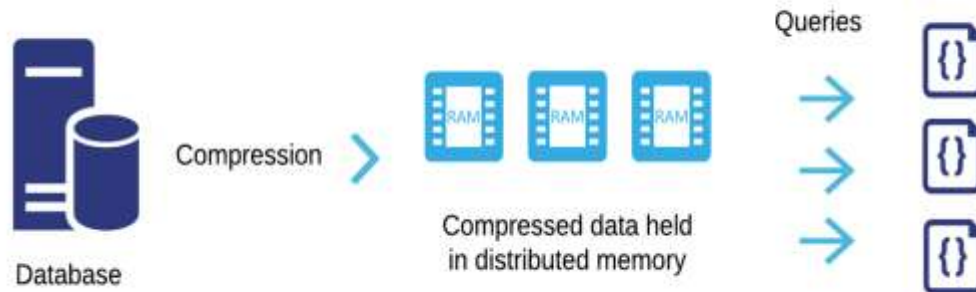 Queries
RAM
RAM
RAM
Compression
Compressed data held
in distributed memory
Database
{}
{}
{}